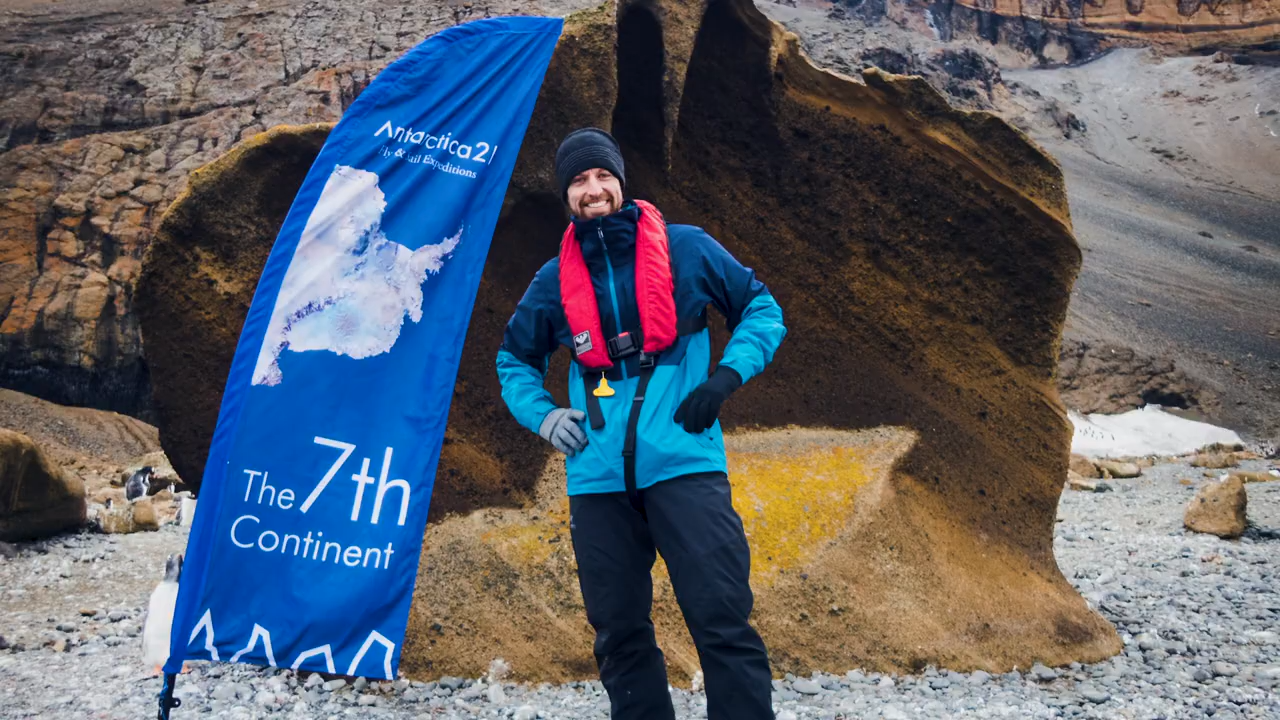 Antarctica21
Fly & Sail Expeditions
The 7th
Continent